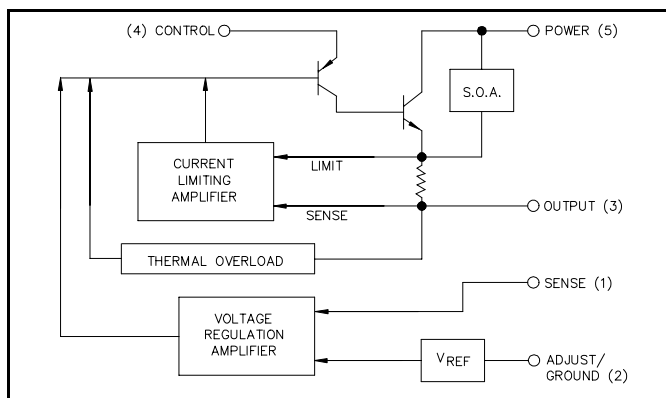 (4) CONTROL
POWER (5)
S.O.A.
CURRENT
LIMITING
AMPLIFIER
LIMIT
SENSE
OUTPUT (3)
THERMAL OVERLOAD
SENSE (1)
VOLTAGE
REGULATION
AMPLIFIER
VREF
ADJUST/
GROUND (2)